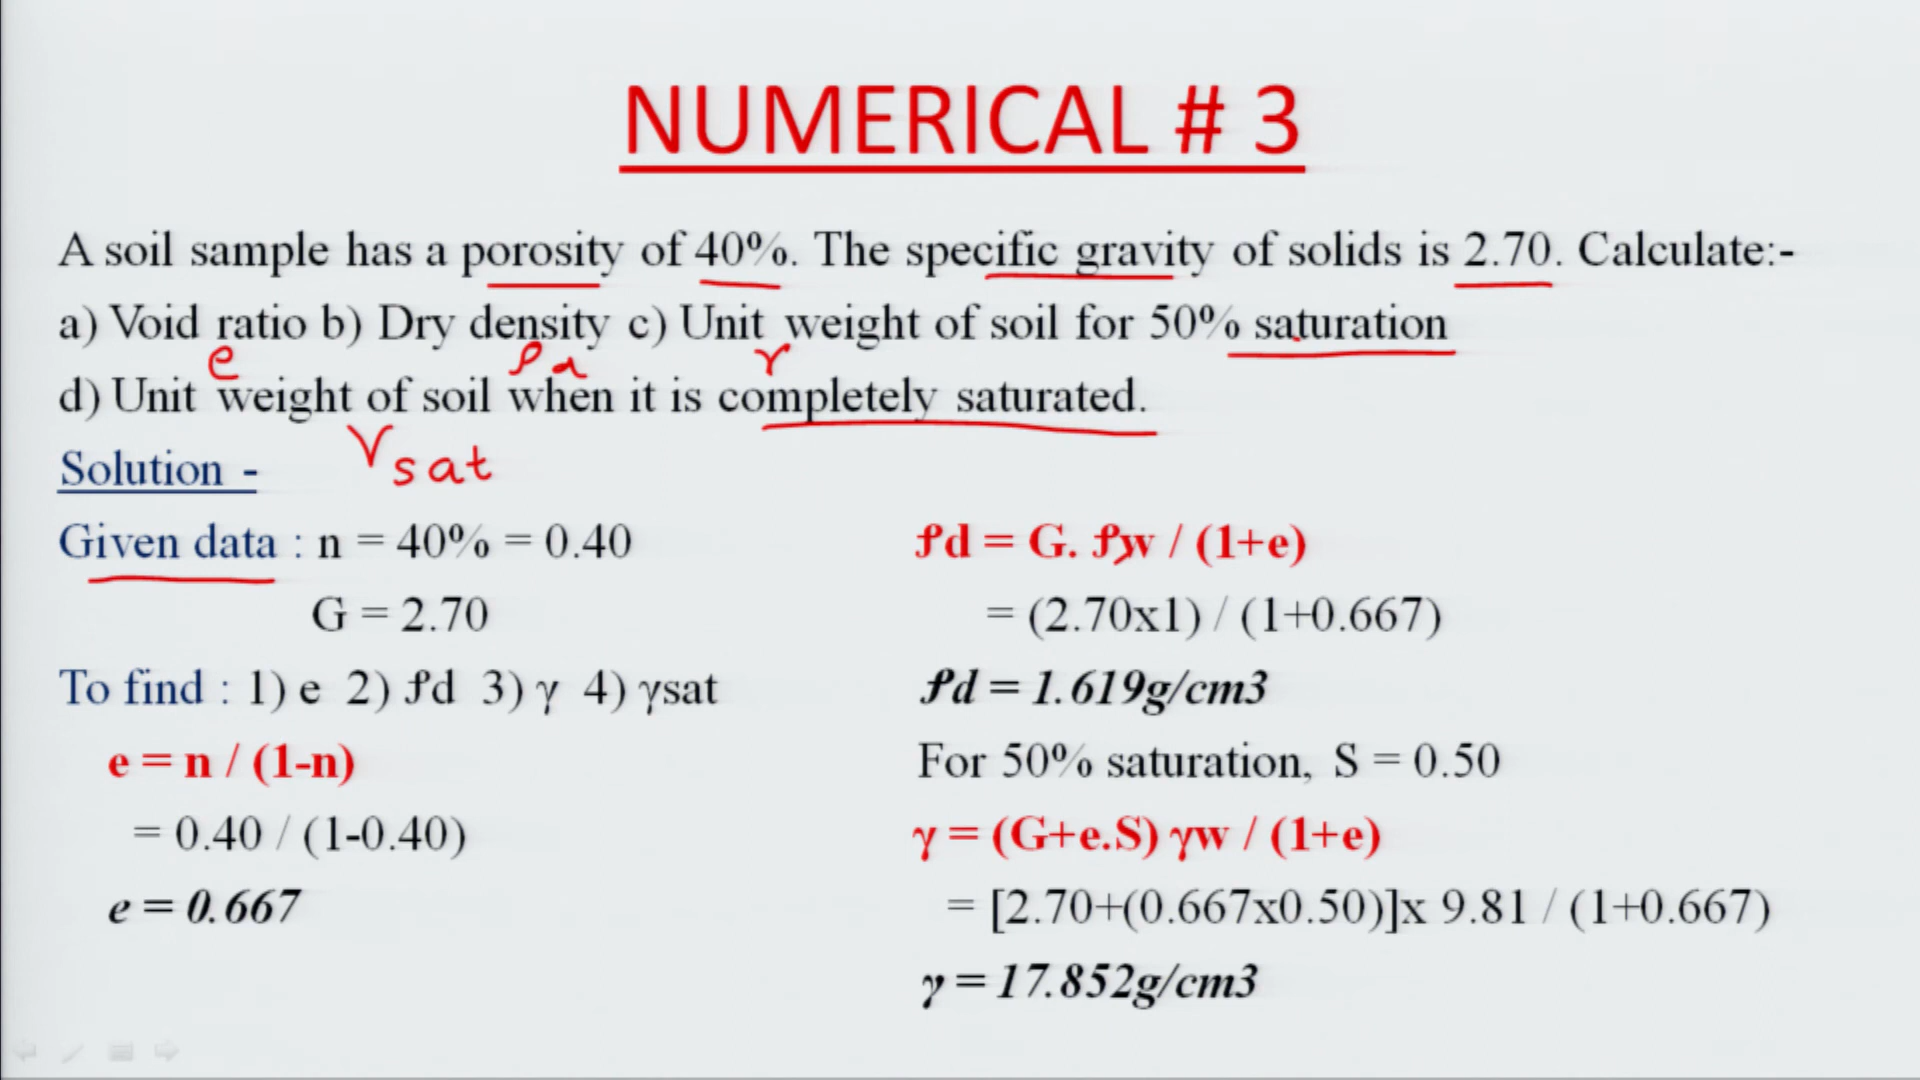 NUMERICAL # 3
A soil sample has a porosity of 40%. The specific gravity of solids is 2.70. Calculate:-
a) Void ratio b) Dry density c) Unit weight of soil for 50% saturation
e ρd γ
d) Unit weight of soil when it is completely saturated.
γsat
Solution -
Given data : n = 40% = 0.40
G = 2.70
To find : 1) e 2) ᑭd 3) γ 4) γsat
e = n / (1-n)
= 0.40 / (1-0.40)
e = 0.667
ᑭd = G. ᑭw / (1+e)
= (2.70x1) / (1+0.667)
ᑭd = 1.619g/cm3
For 50% saturation, S = 0.50
γ = (G+e.S) γw / (1+e)
= [2.70+(0.667x0.50)]x 9.81 / (1+0.667)
γ = 17.852g/cm3